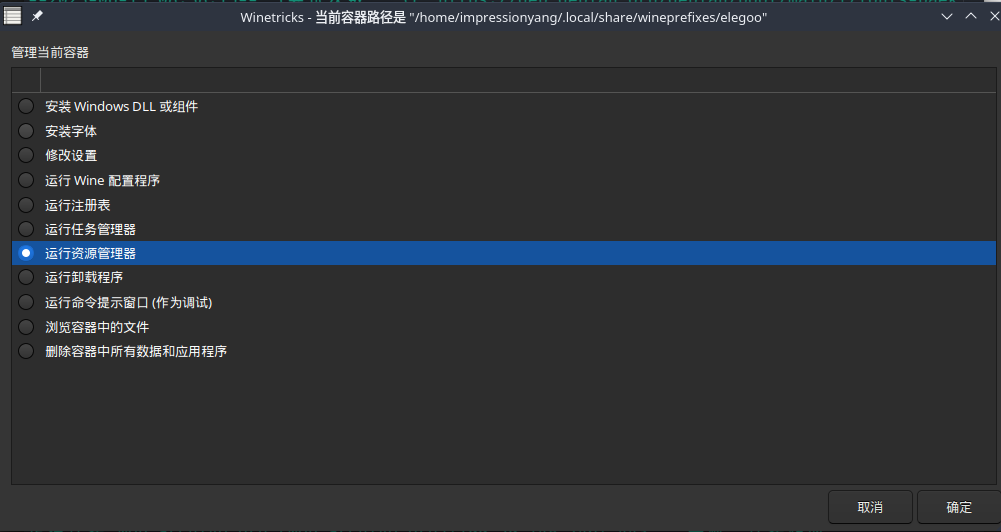 Winetricks - 当前容器路径是 "/home/impressionyang/.local/share/wineprefixes/elegoo"
管理当前容器
安装 Windows DLL 或组件
安装字体
修改设置
运行 Wine 配置程序
运行注册表
运行任务管理器
运行资源管理器
运行卸载程序
运行命令提示窗口 (作为调试)
浏览容器中的文件
删除容器中所有数据和应用程序
取消
确定